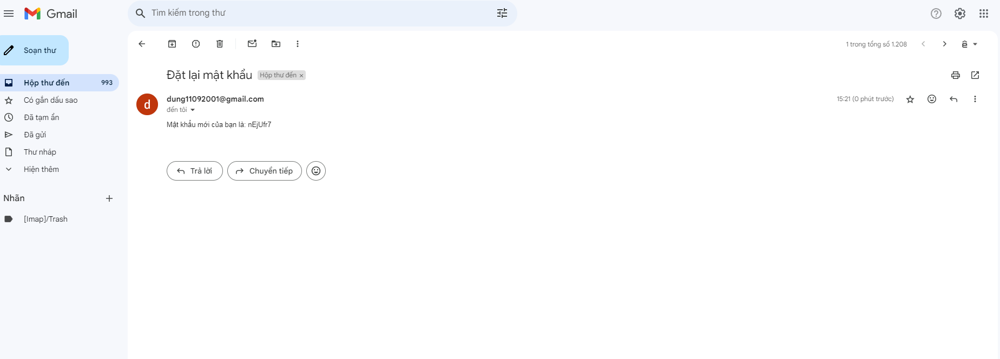 Gmail
Tìm kiếm trong thư
Soạn thư
1 trong tổng số 1.208
ê
Đặt lại mật khẩu
Hộp thư đến ×
Hộp thư đến 993
Có gắn dấu sao
Đã tạm ẩn
Đã gửi
Thư nháp
Hiện thêm
Nhãn
[Imap]/Trash
d
dung11092001@gmail.com
15:21 (0 phút trước)
đến tôi
Mật khẩu mới của bạn là: nEjUfr7
Trả lời
Chuyển tiếp